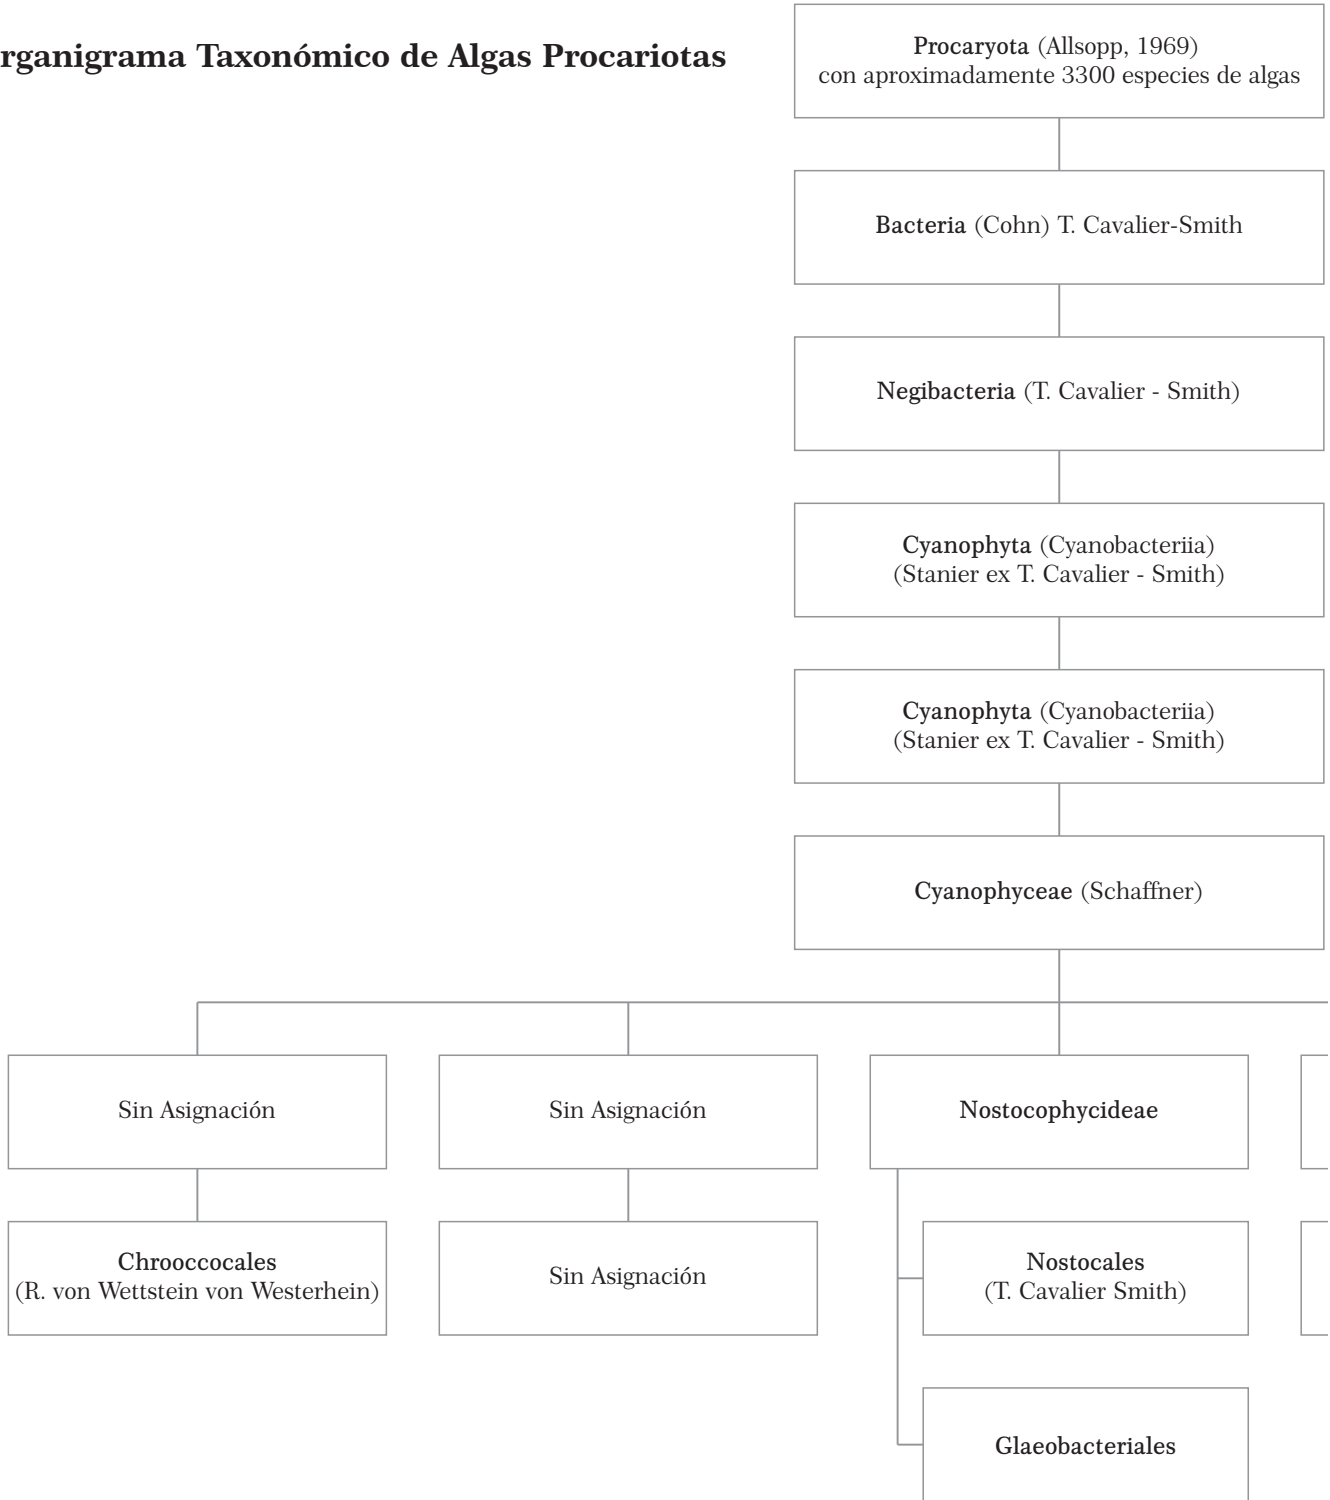 rganigrama Taxonómico de Algas Procariotas
Procaryota (Allsopp, 1969)
con aproximadamente 3300 especies de algas
Bacteria (Cohn) T. Cavalier-Smith
Negibacteria (T. Cavalier - Smith)
Cyanophyta (Cyanobacteriia)
(Stanier ex T. Cavalier - Smith)
Cyanophyta (Cyanobacteriia)
(Stanier ex T. Cavalier - Smith)
Cyanophyceae (Schaffner)
Sin Asignación
Sin Asignación
Nostocophycideae
Chrooccocales
(R. von Wettstein von Westerhein)
Sin Asignación
Nostocales
(T. Cavalier Smith)
Glaeobacteriales